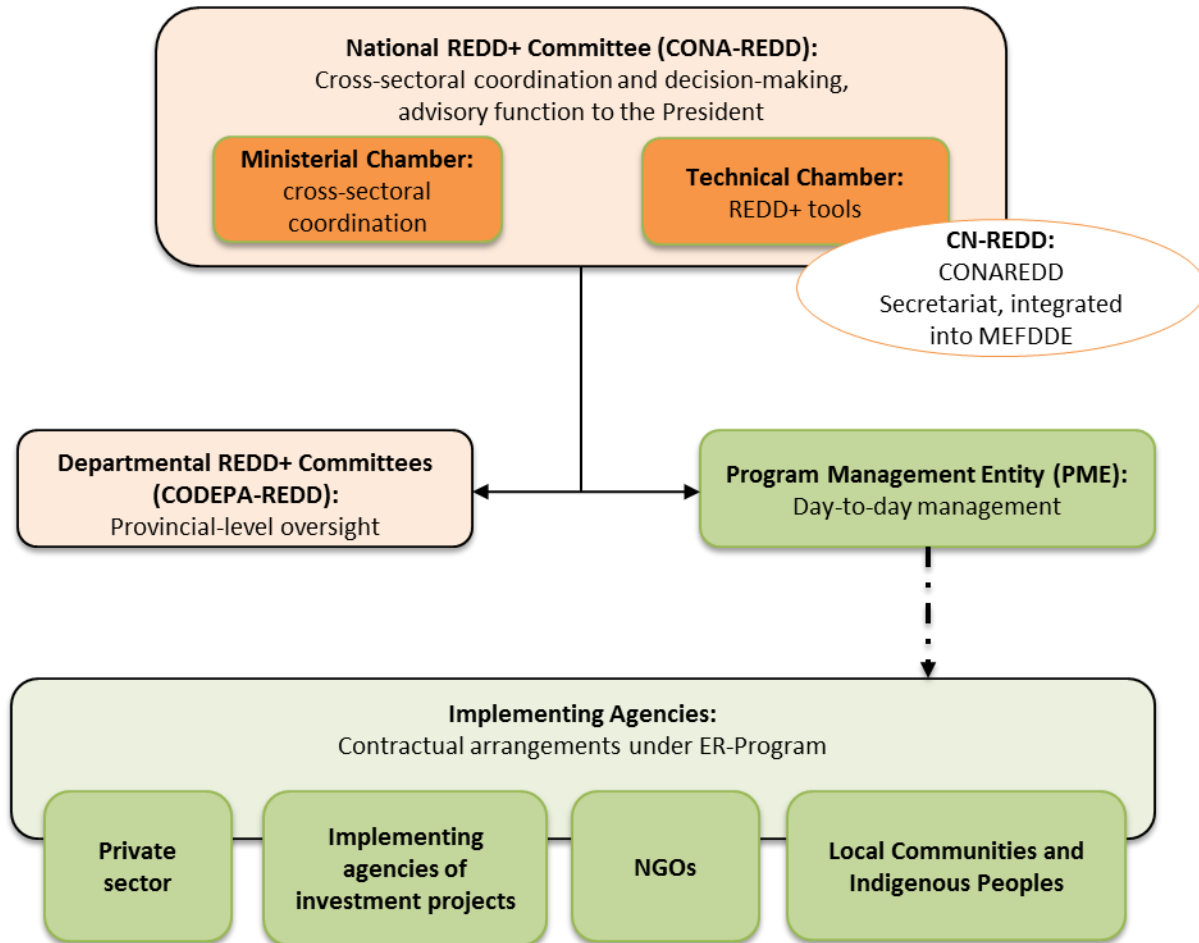 National REDD+ Committee (CONA-REDD):
Cross-sectoral coordination and decision-making,
advisory function to the President
Ministerial Chamber:
cross-sectoral
coordination
Technical Chamber:
REDD+ tools
CN-REDD:
CONAREDD
Secretariat, integrated
into MEFDDE
Departmental REDD+ Committees
(CODEPA-REDD):
Provincial-level oversight
Program Management Entity (PME):
Day-to-day management
Implementing Agencies:
Contractual arrangements under ER-Program
Private
sector
Implementing
agencies of
investment projects
NGOs
Local Communities and
Indigenous Peoples